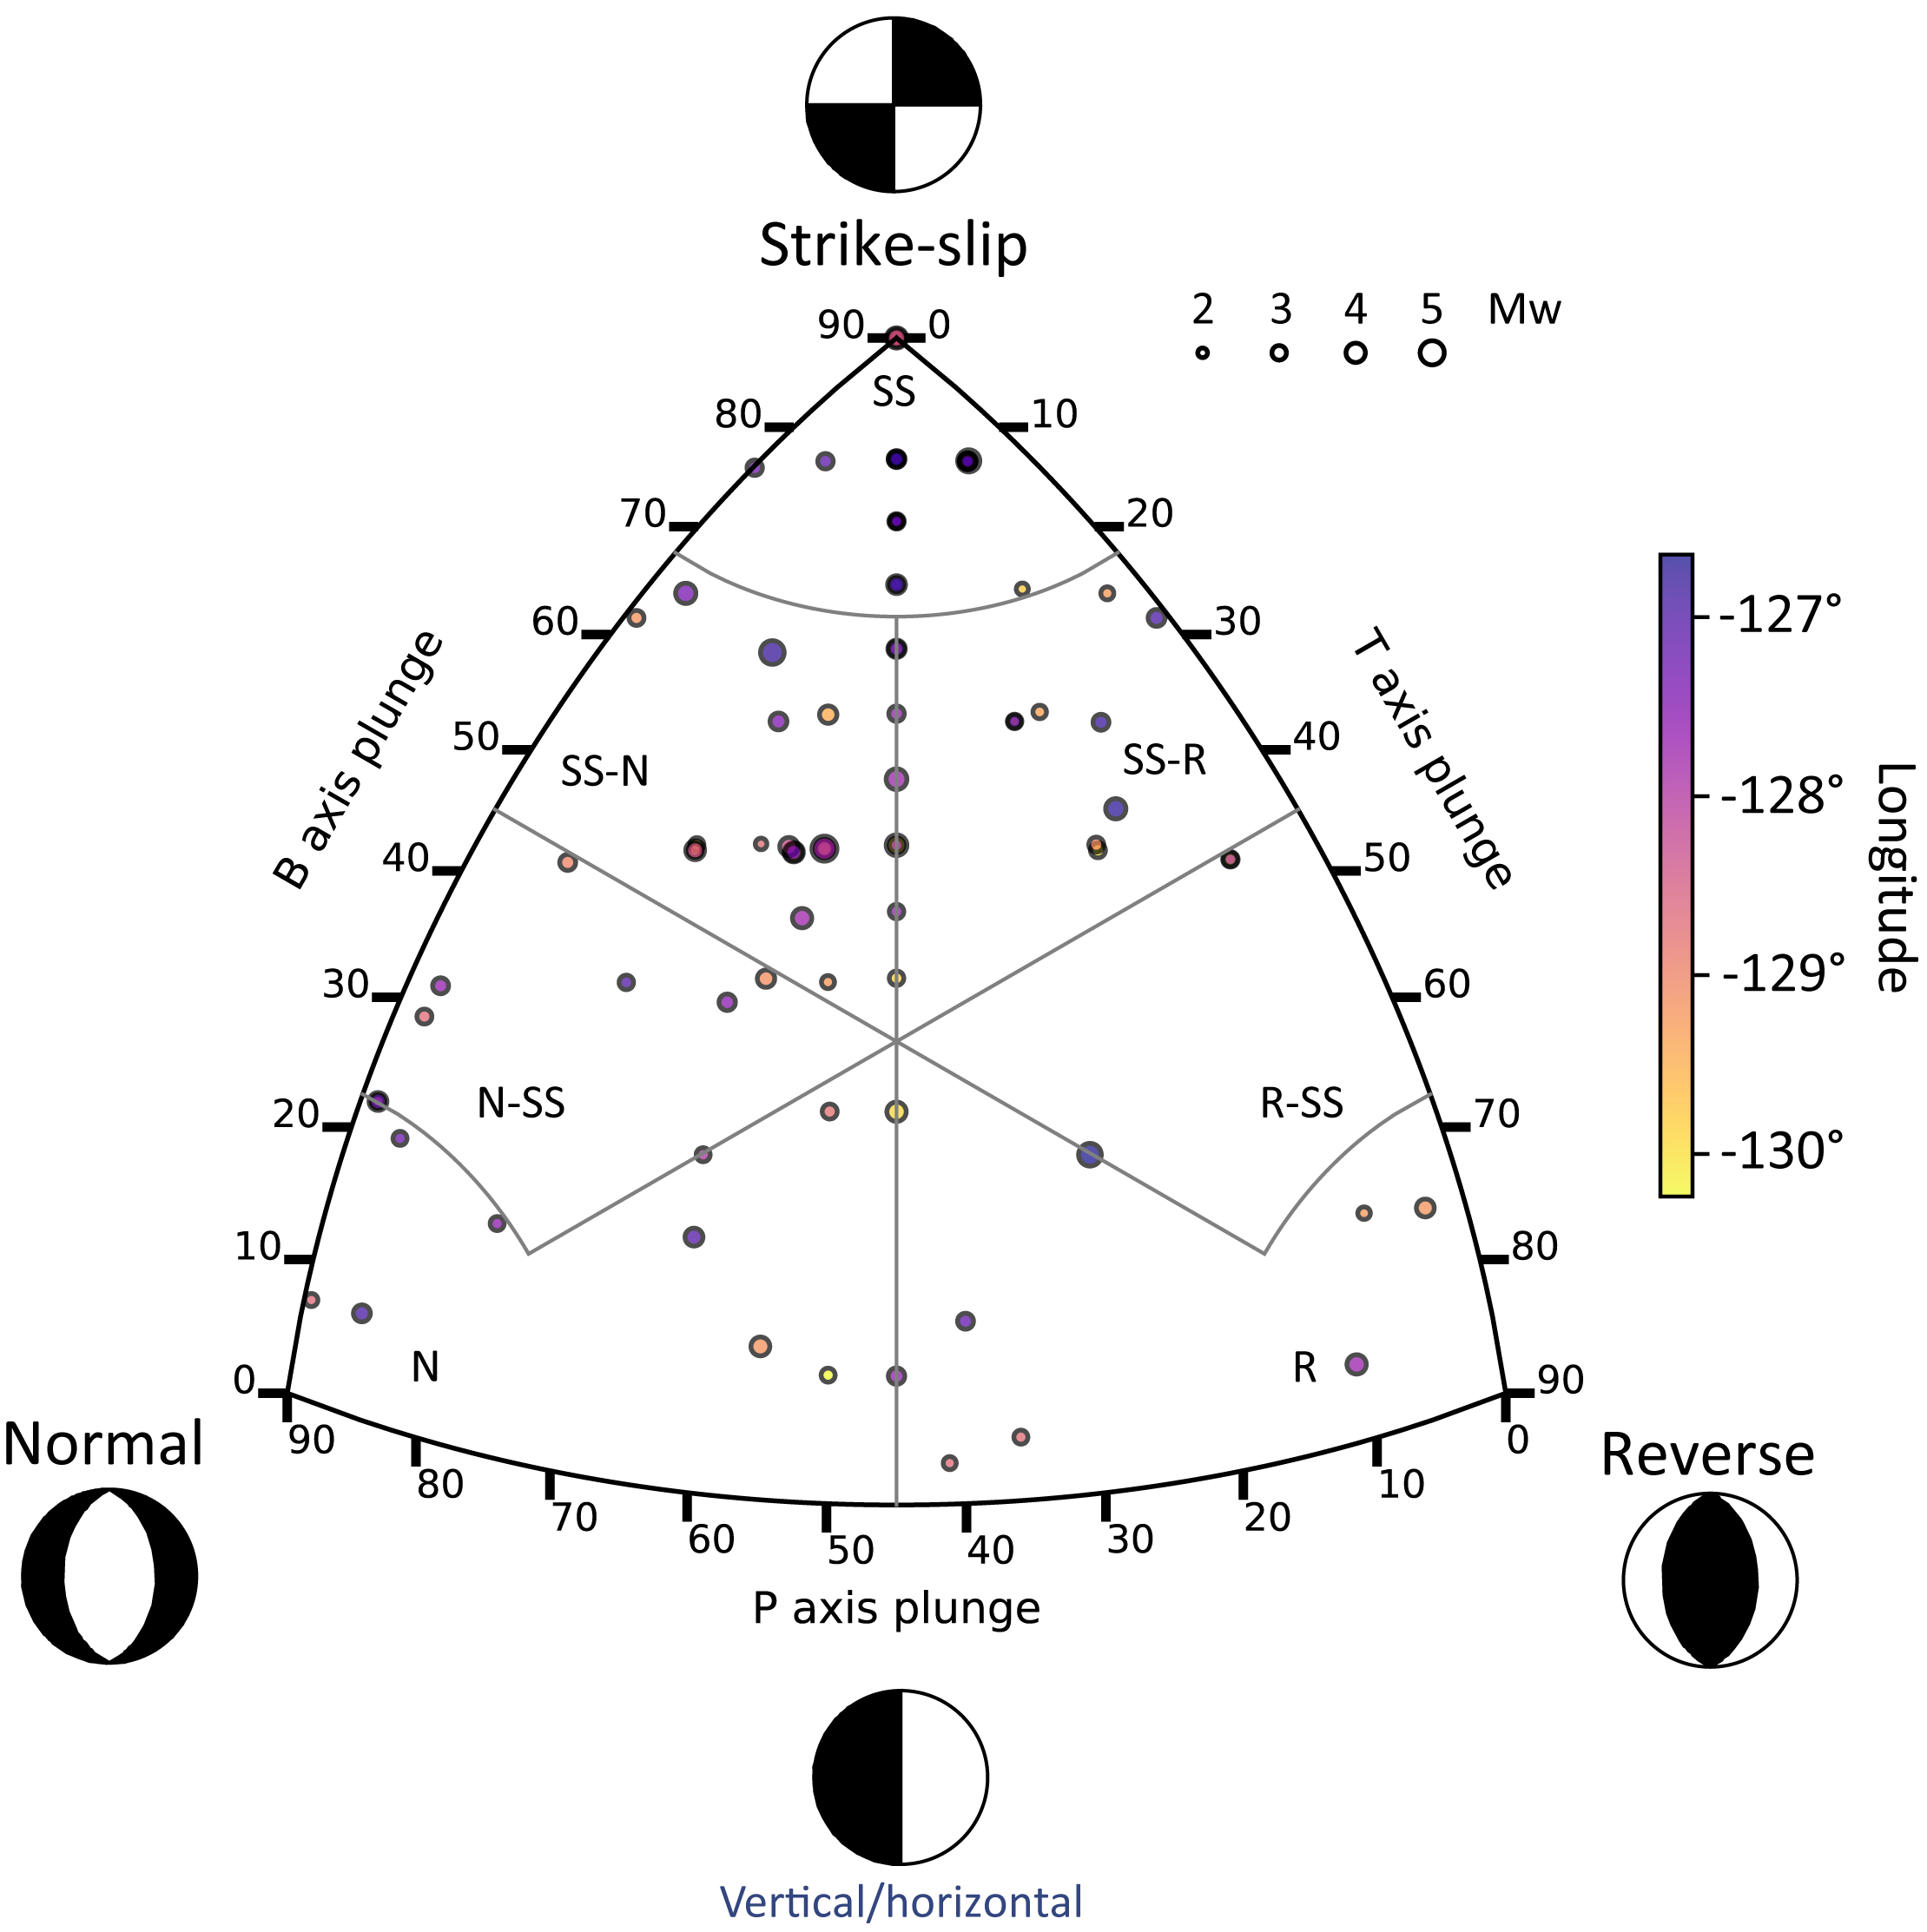 Strike-slip
2 3 4 5 Mw
90 0
SS
80 10
70 20
60 30
-127°
B axis plunge
T axis plunge
50 40
SS-N SS-R
-128°
Longitude
40 50
30 60
-129°
N-SS R-SS
20 70
-130°
10 80
N R
0 90
90 80 70 60 50 40 30 20 10 0
Normal Reverse
P axis plunge
Vertical/horizontal